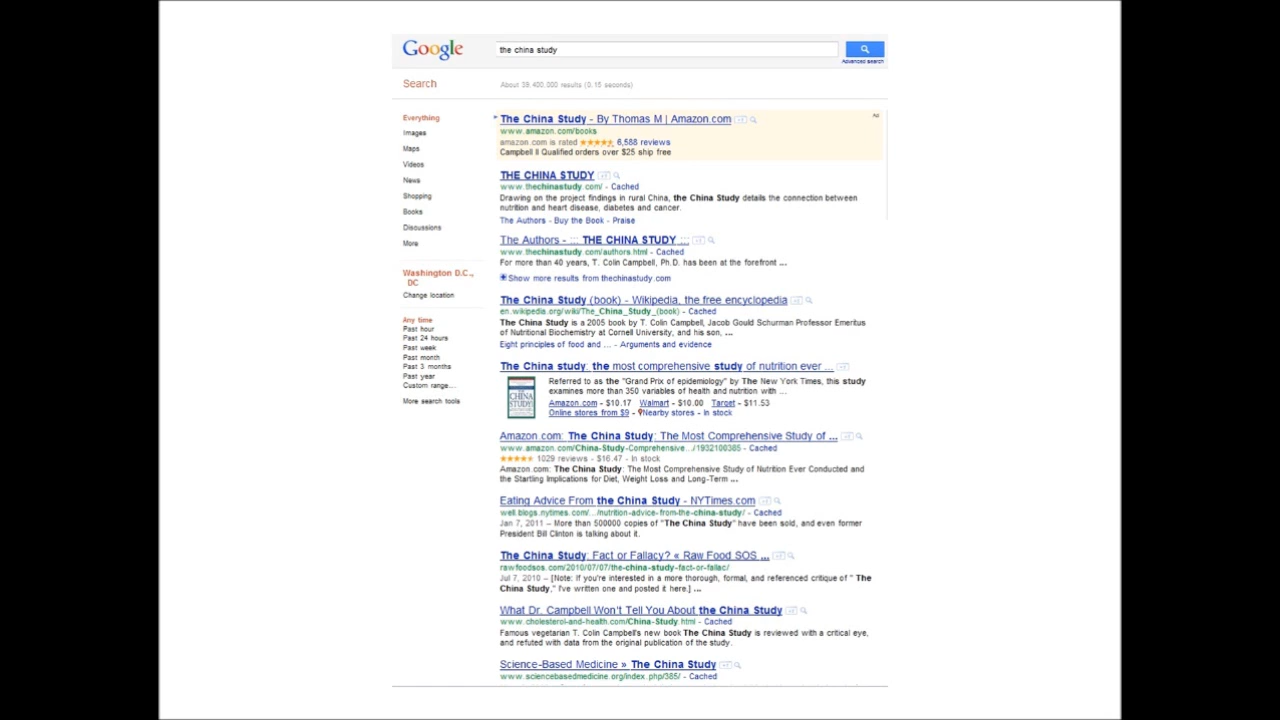 Google
the china study
Advanced search
Search
About 39,400,000 results (0.15 seconds)
Everything
Images
Maps
Videos
News
Shopping
Books
Discussions
More
Washington D.C.,
DC
Change location
Any time
Past hour
Past 24 hours
Past week
Past month
Past 3 months
Past year
Custom range...
More search tools
The China Study - By Thomas M | Amazon.com
Ad
www.amazon.com/books
amazon.com is rated 6,588 reviews
Campbell II Qualified orders over $25 ship free
THE CHINA STUDY
www.thechinastudy.com/ - Cached
Drawing on the project findings in rural China, the China Study details the connection between
nutrition and heart disease, diabetes and cancer.
The Authors - Buy the Book - Praise
The Authors - ::: THE CHINA STUDY :::
www.thechinastudy.com/authors.html - Cached
For more than 40 years, T. Colin Campbell, Ph.D. has been at the forefront ...
Show more results from thechinastudy.com
The China Study (book) - Wikipedia, the free encyclopedia
en.wikipedia.org/wiki/The_China_Study_(book) - Cached
The China Study is a 2005 book by T. Colin Campbell, Jacob Gould Schurman Professor Emeritus
of Nutritional Biochemistry at Cornell University, and his son, ...
Eight principles of food and ... - Arguments and evidence
The China study: the most comprehensive study of nutrition ever ...
THE CHINA STUDY
Referred to as the "Grand Prix of epidemiology" by The New York Times, this study
examines more than 350 variables of health and nutrition with ...
Amazon.com - $10.17 Walmart - $10.00 Target - $11.53
Online stores from $9 - Nearby stores - In stock
Amazon.com: The China Study: The Most Comprehensive Study of ...
www.amazon.com/China-Study-Comprehensive.../1932100385 - Cached
1029 reviews - $16.47 - In stock
Amazon.com: The China Study: The Most Comprehensive Study of Nutrition Ever Conducted and
the Startling Implications for Diet, Weight Loss and Long-Term ...
Eating Advice From the China Study - NYTimes.com
well.blogs.nytimes.com/.../nutrition-advice-from-the-china-study/ - Cached
Jan 7, 2011 – More than 500000 copies of "The China Study" have been sold, and even former
President Bill Clinton is talking about it.
The China Study: Fact or Fallacy? « Raw Food SOS ...
rawfoodsos.com/2010/07/07/the-china-study-fact-or-fallac/
Jul 7, 2010 – [Note: If you're interested in a more thorough, formal, and referenced critique of " The
China Study," I've written one and posted it here.] ...
What Dr. Campbell Won't Tell You About the China Study
www.cholesterol-and-health.com/China-Study.html - Cached
Famous vegetarian T. Colin Campbell's new book The China Study is reviewed with a critical eye,
and refuted with data from the original publication of the study.
Science-Based Medicine » The China Study
www.sciencebasedmedicine.org/index.php/385/ - Cached